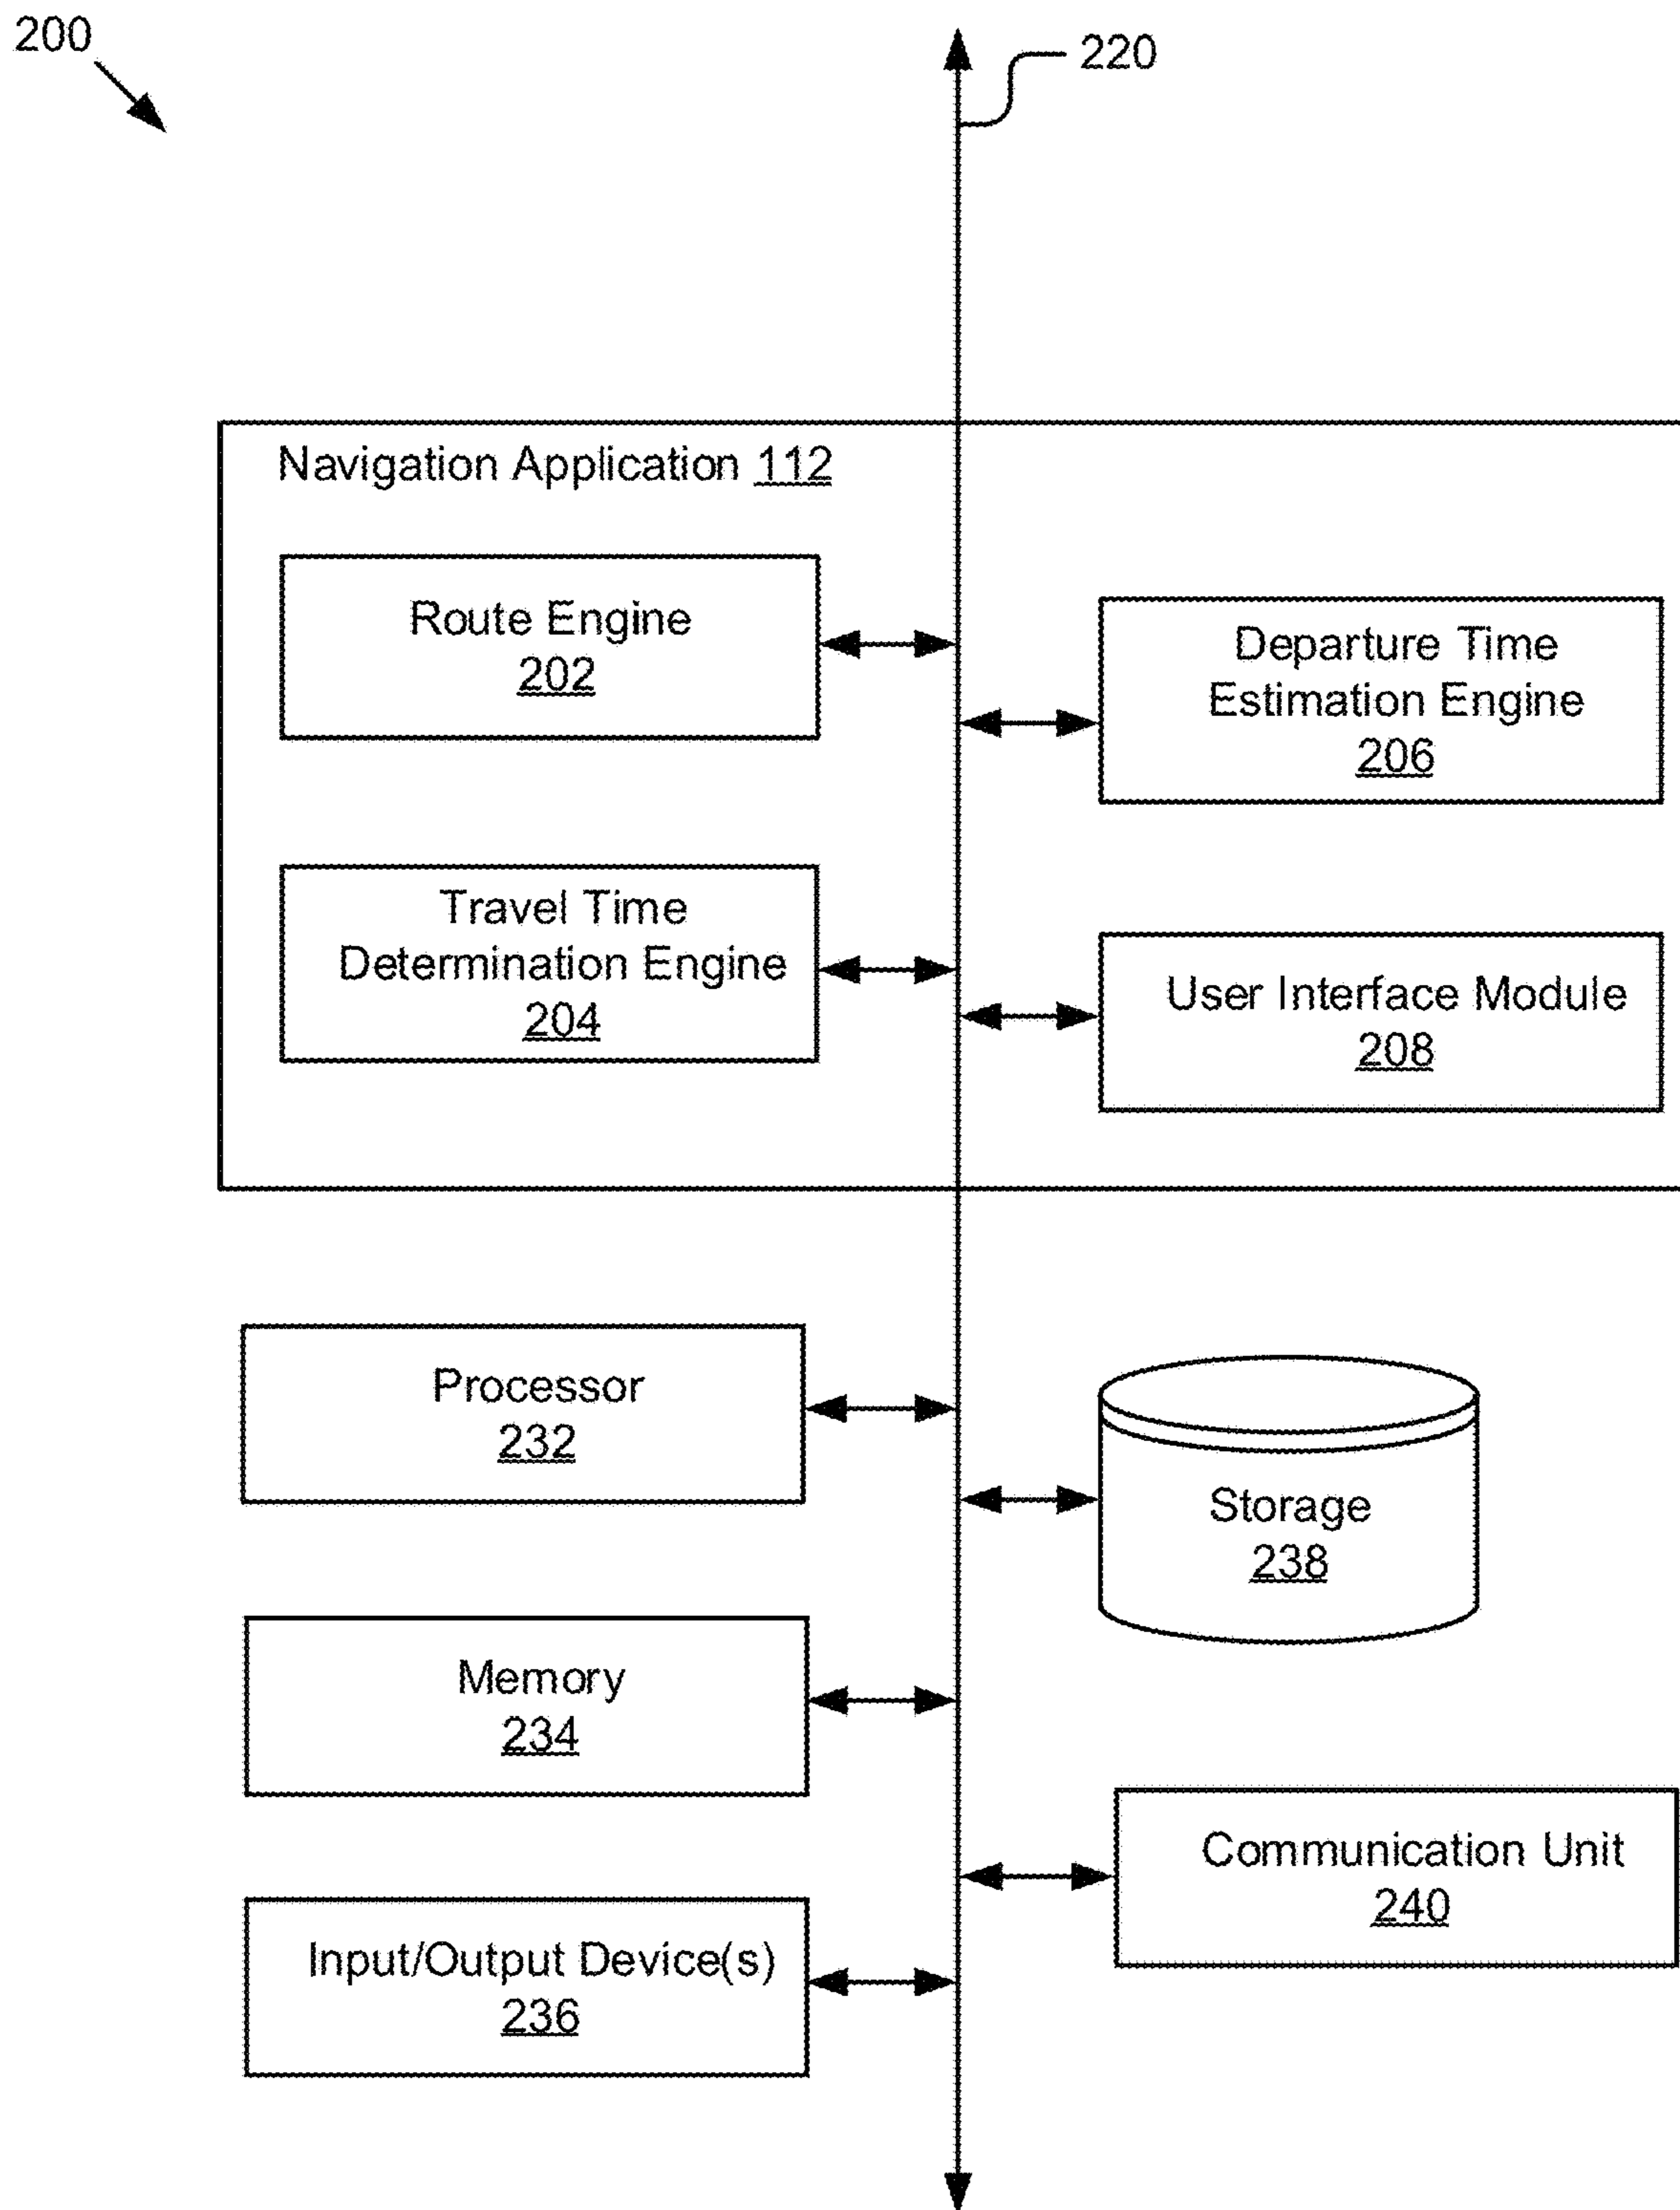 200
220
Navigation Application 112
Route Engine
202
Departure Time
Estimation Engine
206
Travel Time
Determination Engine
204
User Interface Module
208
Processor
232
Storage
238
Memory
234
Communication Unit
240
Input/Output Device(s)
236